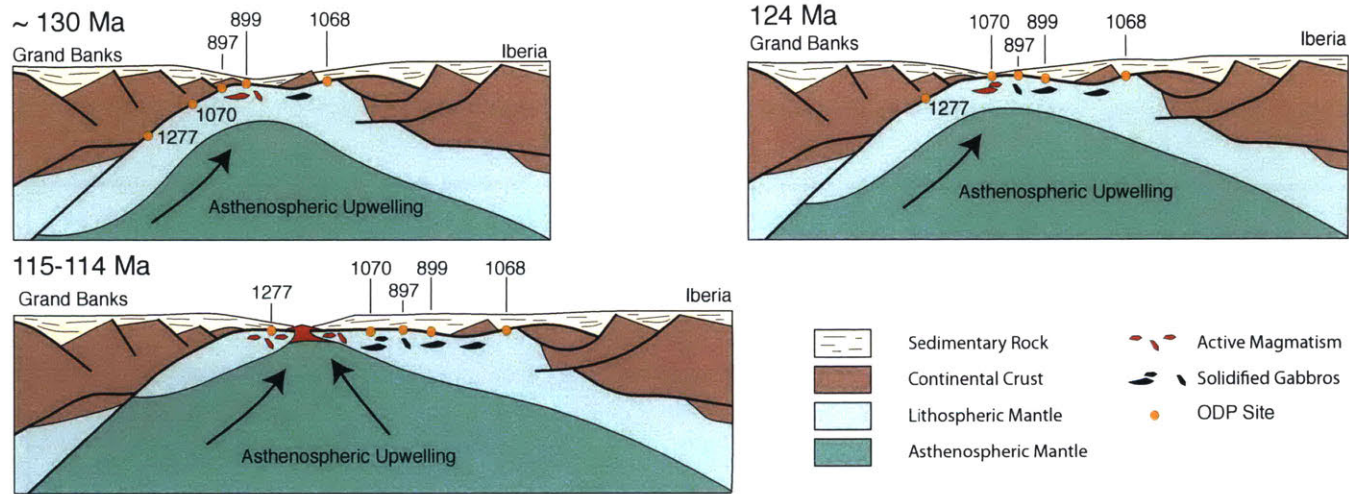 ~ 130 Ma
899
1068
897
Grand Banks
Iberia
1070
1277
Asthenospheric Upwelling
124 Ma
1070
899
1068
897
Grand Banks
Iberia
1277
Asthenospheric Upwelling
115-114 Ma
1070
899
1068
1277
897
Grand Banks
Iberia
Asthenospheric Upwelling
Sedimentary Rock
Active Magmatism
Continental Crust
Solidified Gabbros
Lithospheric Mantle
ODP Site
Asthenospheric Mantle